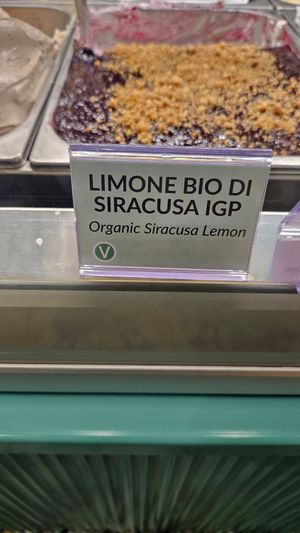 LIMONE BIO DI
SIRACUSA IGP
Organic Siracusa Lemon
V